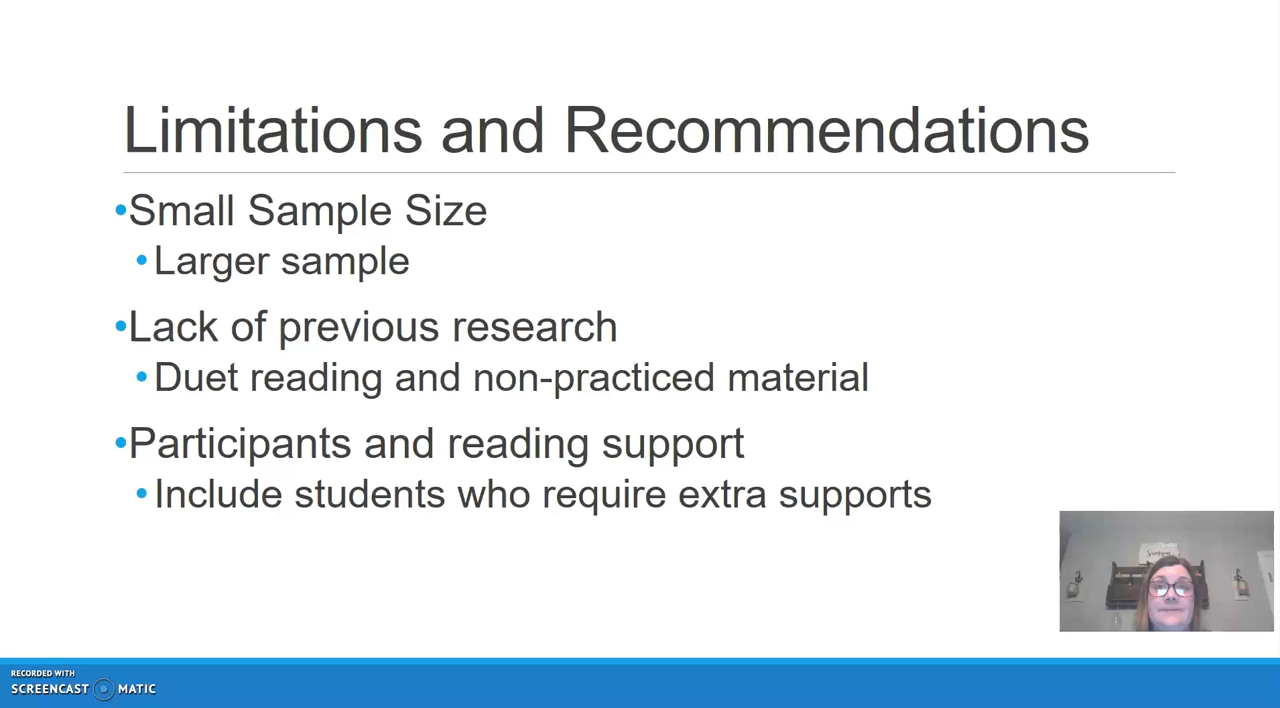 Limitations and Recommendations
•Small Sample Size
•Larger sample
•Lack of previous research
•Duet reading and non-practiced material
•Participants and reading support
•Include students who require extra supports
RECORDED WITH
SCREENCAST MATIC